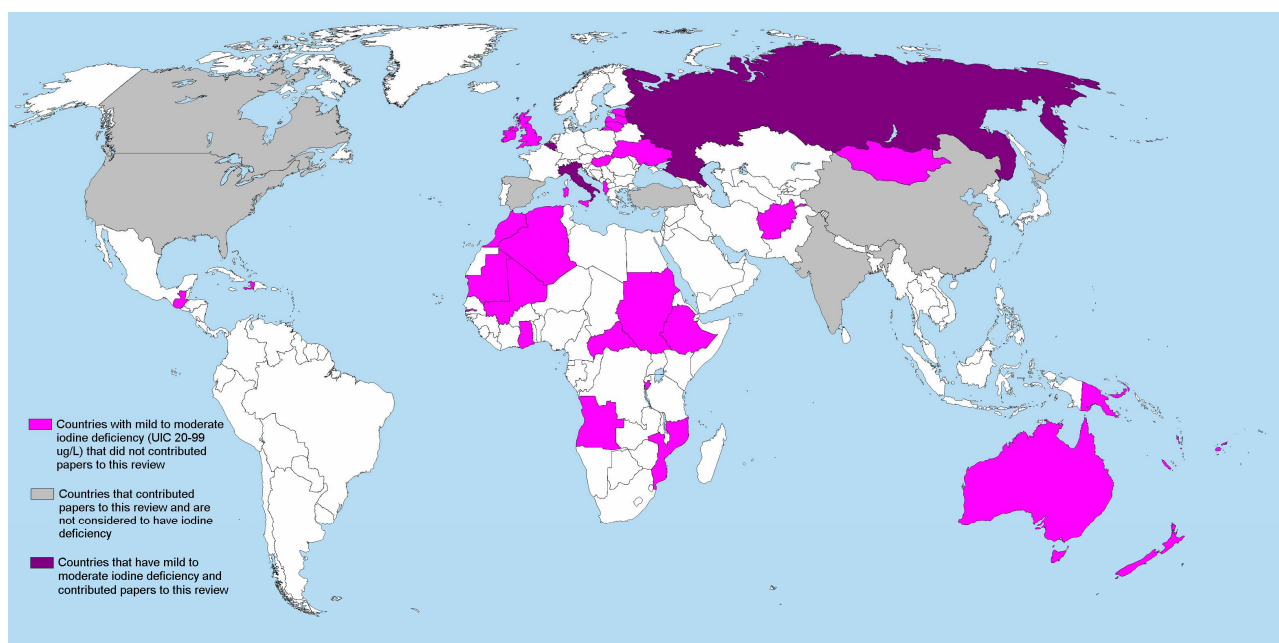 Countries with mild to moderate
iodine deficiency (UIC 20-99
ug/L) that did not contributed
papers to this review
Countries that contributed
papers to this review and are
not considered to have iodine
deficiency
Countries that have mild to
moderate iodine deficiency and
contributed papers to this review